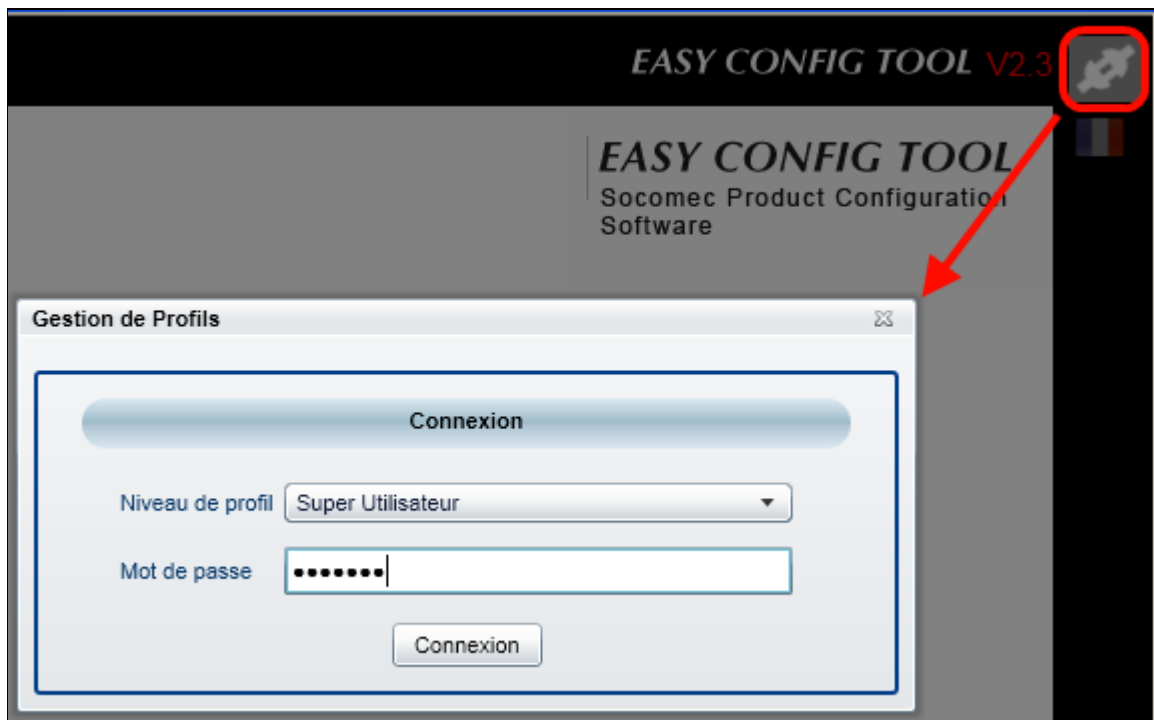 EASY CONFIG TOOL V2.3
EASY CONFIG TOOL
Socomec Product Configuration
Software
Gestion de Profils
Connexion
Niveau de profil Super Utilisateur
Mot de passe •••••••
Connexion